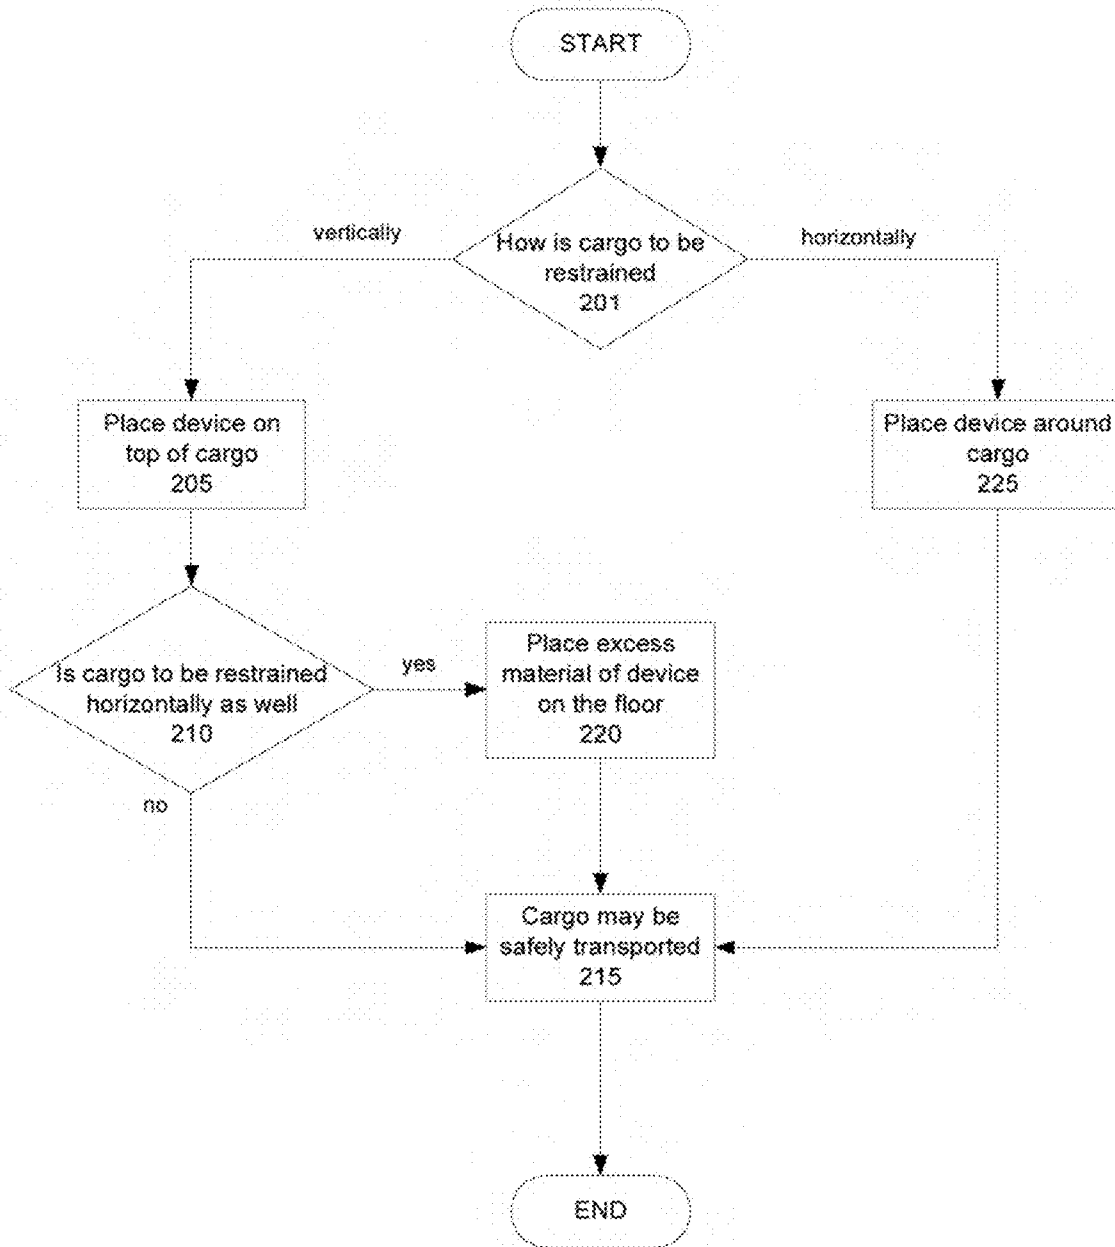 START
vertically
How is cargo to be
restrained
201
horizontally
Place device on
top of cargo
205
Place device around
cargo
225
Is cargo to be restrained
horizontally as well
210
yes
Place excess
material of device
on the floor
220
no
Cargo may be
safely transported
215
END